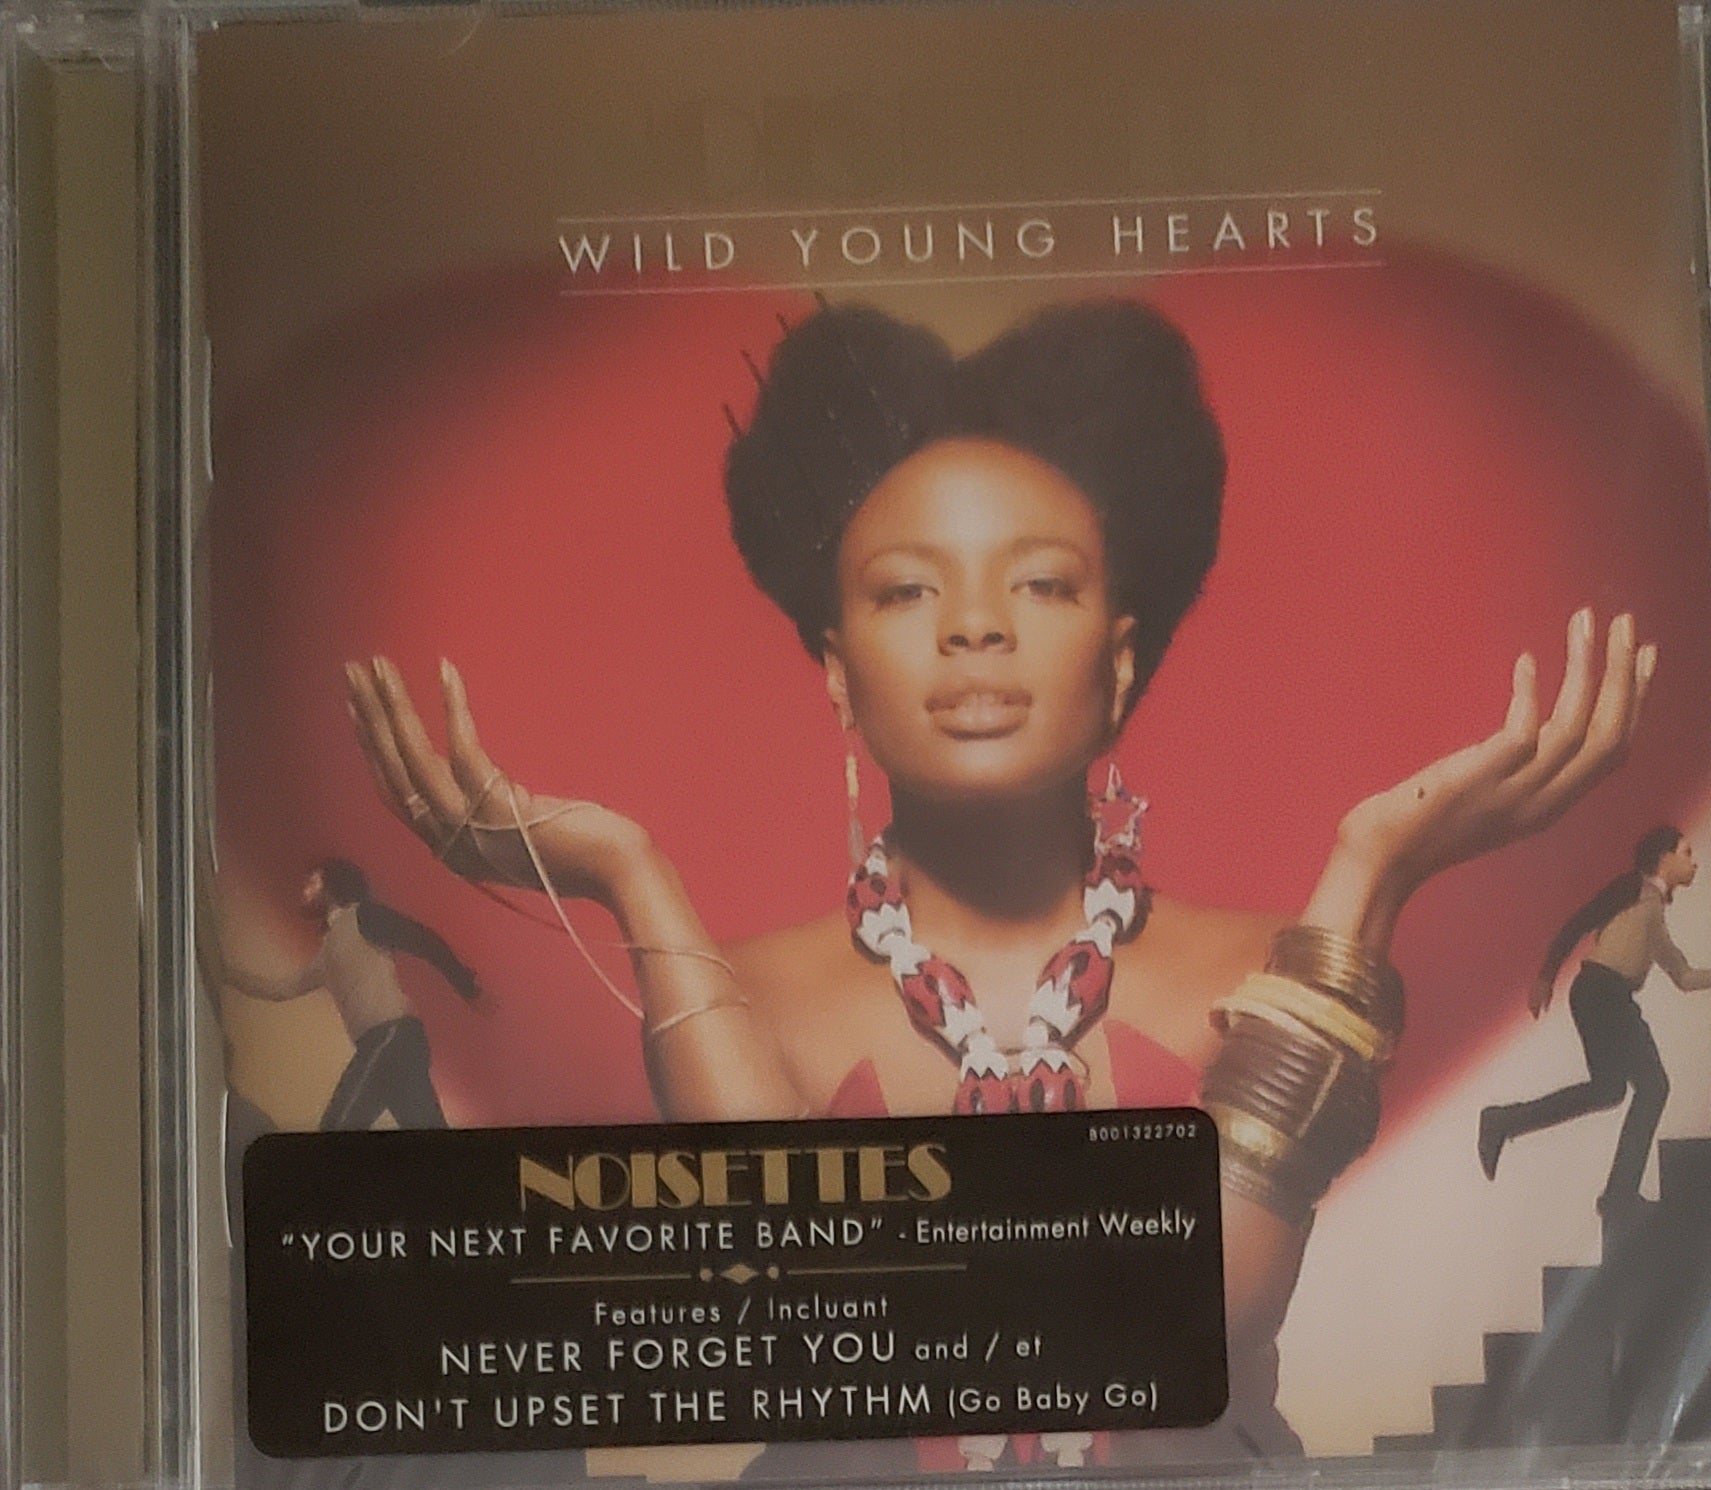 WILD YOUNG HEARTS
B001322702
NOISETTES
"YOUR NEXT FAVORITE BAND" - Entertainment Weekly
Features / Incluant
NEVER FORGET YOU and / et
DON'T UPSET THE RHYTHM (Go Baby Go)